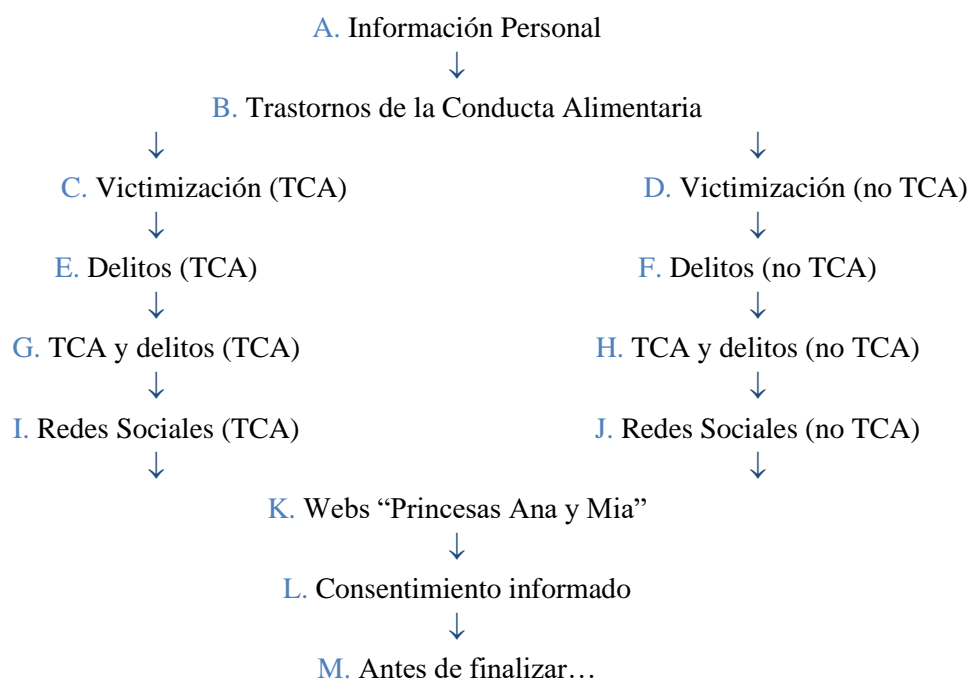 A. Información Personal
↓
B. Trastornos de la Conducta Alimentaria
↓ ↓
C. Victimización (TCA) D. Victimización (no TCA)
↓ ↓
E. Delitos (TCA) F. Delitos (no TCA)
↓ ↓
G. TCA y delitos (TCA) H. TCA y delitos (no TCA)
↓ ↓
I. Redes Sociales (TCA) J. Redes Sociales (no TCA)
↓ ↓
K. Webs “Princesas Ana y Mia”
↓
L. Consentimiento informado
↓
M. Antes de finalizar…